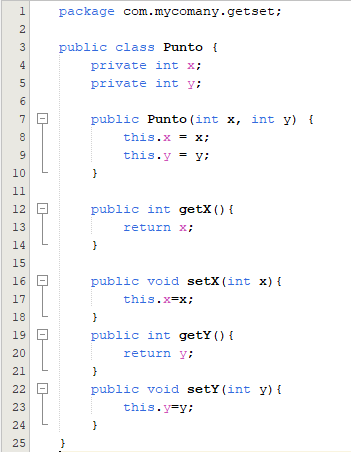 1 package com.mycomany.getset;
2
3 public class Punto {
4     private int x;
5     private int y;
6
7     public Punto(int x, int y) {
8         this.x = x;
9         this.y = y;
10     }
11
12     public int getX(){
13         return x;
14     }
15
16     public void setX(int x){
17         this.x=x;
18     }
19     public int getY(){
20         return y;
21     }
22     public void setY(int y){
23         this.y=y;
24     }
25 }